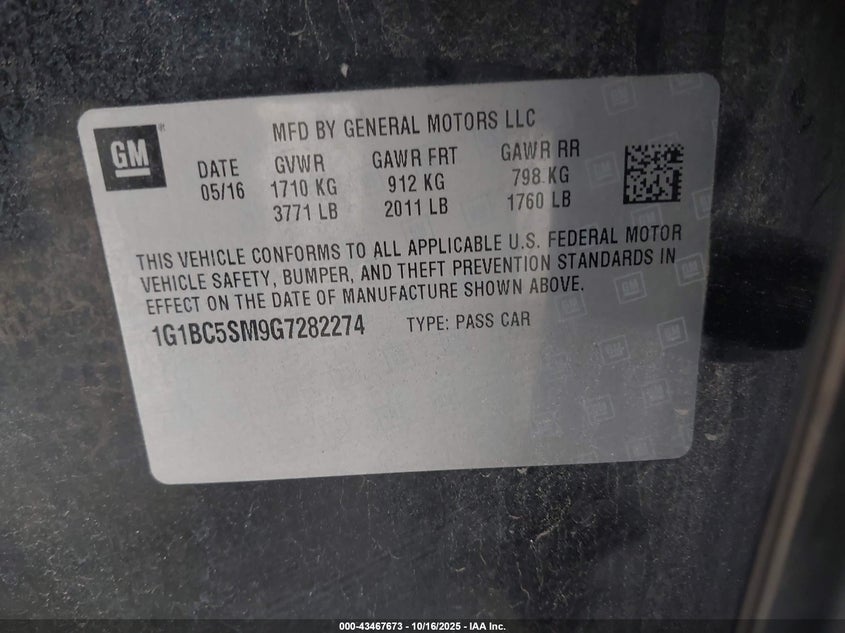 GM
MFD BY GENERAL MOTORS LLC
DATE GVWR GAWR FRT GAWR RR
05/16 1710 KG 912 KG 798 KG
3771 LB 2011 LB 1760 LB
THIS VEHICLE CONFORMS TO ALL APPLICABLE U.S. FEDERAL MOTOR
VEHICLE SAFETY, BUMPER, AND THEFT PREVENTION STANDARDS IN
EFFECT ON THE DATE OF MANUFACTURE SHOWN ABOVE.
1G1BC5SM9G7282274 TYPE: PASS CAR
000-43467673 / 10/16/2025 - IAA Inc.